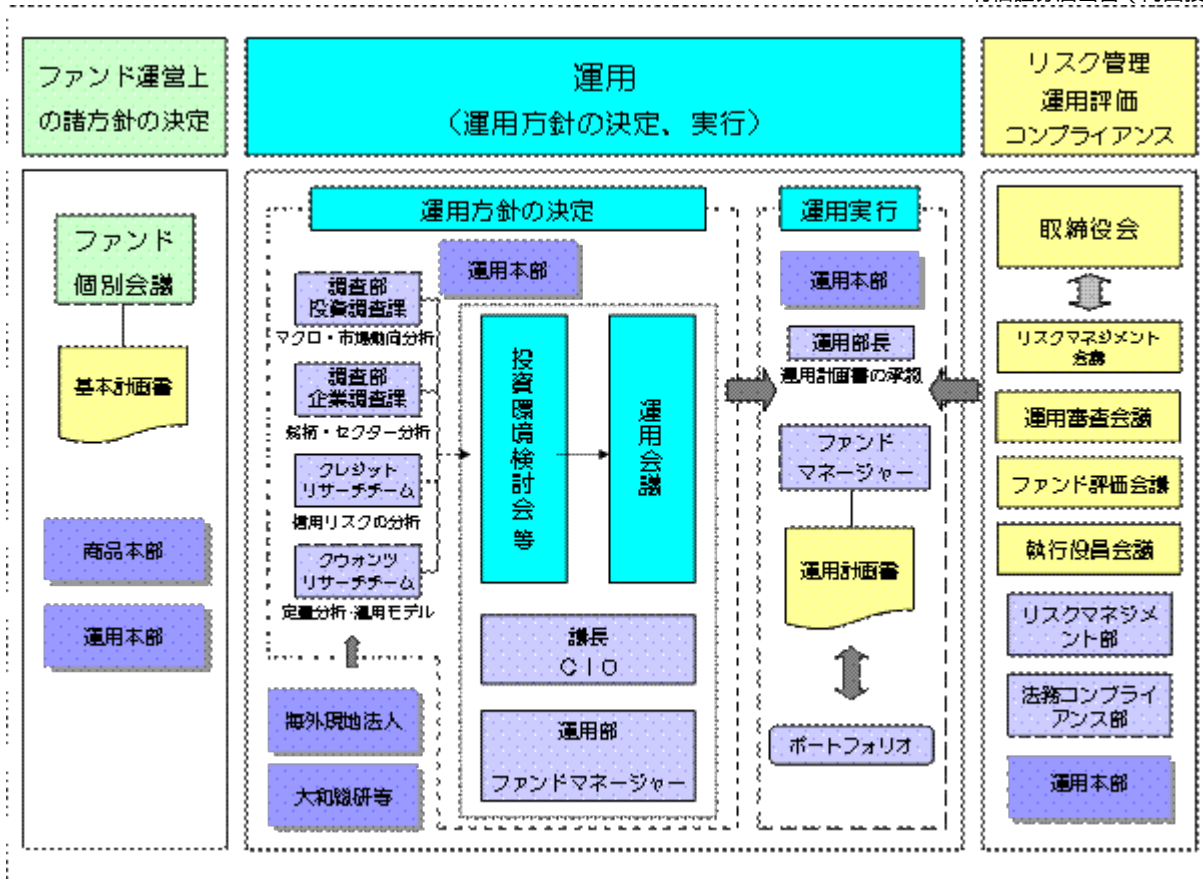 ファンド運営上
の諸方針の決定
運用
(運用方針の決定、実行)
リスク管理
運用評価
コンプライアンス
ファンド
個別会議
基本計画書
商品本部
運用本部
運用方針の決定
運用本部
調査部
投資調査課
マクロ・市場動向分析
調査部
企業調査課
銘柄・セクター分析
クレジット
リサーチチーム
信用リスクの分析
クウォンツ
リサーチチーム
定量分析・運用モデル
海外現地法人
大和総研等
投資環境検討会等
運用会議
議長
CIO
運用部
ファンドマネージャー
運用実行
運用本部
運用部長
運用計画書の承認
ファンド
マネージャー
運用計画書
ポートフォリオ
取締役会
リスクマネジメント
会議
運用審査会議
ファンド評価会議
執行役員会議
リスクマネジメ
ント部
法務コンプライ
アンス部
運用本部